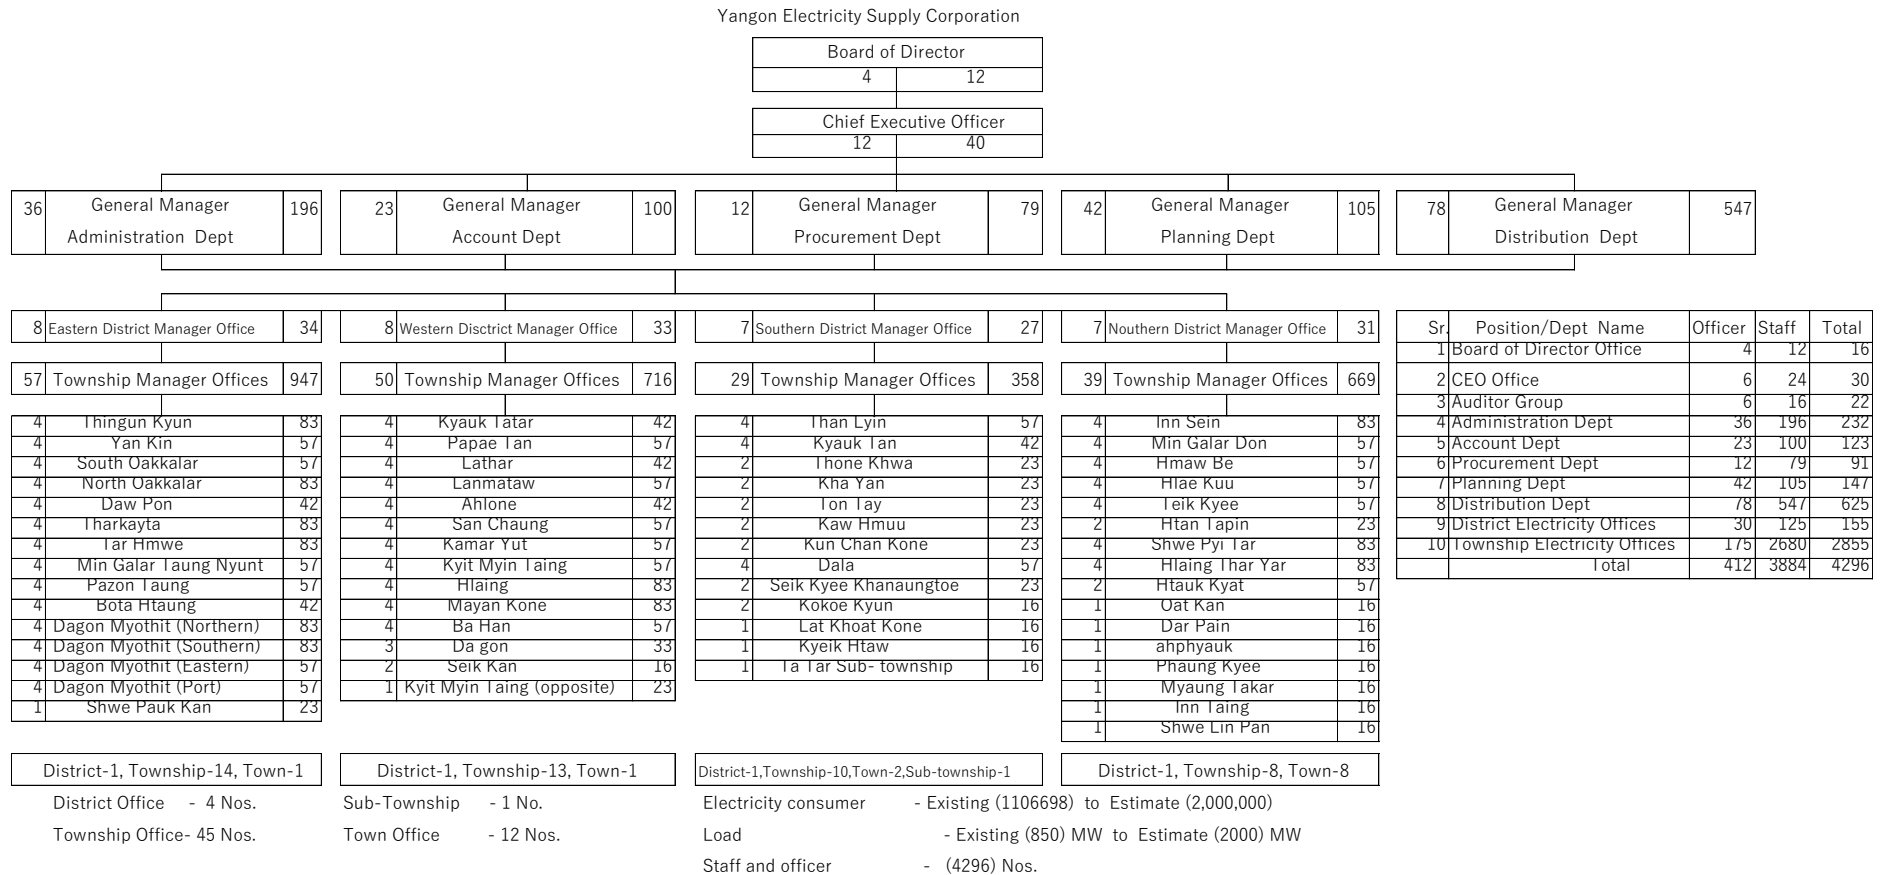 Yangon Electricity Supply Corporation
Board of Director
4 12
Chief Executive Officer
12 40
36 General Manager 196
Administration Dept
23 General Manager 100
Account Dept
12 General Manager 79
Procurement Dept
42 General Manager 105
Planning Dept
78 General Manager 547
Distribution Dept
8 Eastern District Manager Office 34
57 Township Manager Offices 947
4 Thingun Kyun 83
4 Yan Kin 57
4 South Oakkalar 57
4 North Oakkalar 83
4 Daw Pon 42
4 Tharkayta 83
4 Tar Hmwe 83
4 Min Galar Taung Nyunt 57
4 Pazon Taung 57
4 Bota Htaung 42
4 Dagon Myothit (Northern) 83
4 Dagon Myothit (Southern) 83
4 Dagon Myothit (Eastern) 57
4 Dagon Myothit (Port) 57
1 Shwe Pauk Kan 23
District-1, Township-14, Town-1
8 Western Disctrict Manager Office 33
50 Township Manager Offices 716
4 Kyauk Tatar 42
4 Papae Tan 57
4 Lathar 42
4 Lanmataw 57
4 Ahlone 42
4 San Chaung 57
4 Kamar Yut 57
4 Kyit Myin Taing 57
4 Hlaing 83
4 Mayan Kone 83
4 Ba Han 57
3 Da gon 33
2 Seik Kan 16
1 Kyit Myin Taing (opposite) 23
District-1, Township-13, Town-1
7 Southern District Manager Office 27
29 Township Manager Offices 358
4 Than Lyin 57
4 Kyauk Tan 42
2 Thone Khwa 23
2 Kha Yan 23
2 Ton Tay 23
2 Kaw Hmuu 23
2 Kun Chan Kone 23
4 Dala 57
2 Seik Kyee Khanaungtoe 23
2 Kokoe Kyun 16
1 Lat Khoat Kone 16
1 Kyeik Htaw 16
1 Ta Tar Sub- township 16
District-1,Township-10,Town-2,Sub-township-1
7 Nouthern District Manager Office 31
39 Township Manager Offices 669
4 Inn Sein 83
4 Min Galar Don 57
4 Hmaw Be 57
4 Hlae Kuu 57
4 Teik Kyee 57
2 Htan Tapin 23
4 Shwe Pyi Tar 83
4 Hlaing Thar Yar 83
2 Htauk Kyat 57
1 Oat Kan 16
1 Dar Pain 16
1 ahphyauk 16
1 Phaung Kyee 16
1 Myaung Takar 16
1 Inn Taing 16
1 Shwe Lin Pan 16
District-1, Township-8, Town-8
Sr. Position/Dept Name Officer Staff Total
1 Board of Director Office 4 12 16
2 CEO Office 6 24 30
3 Auditor Group 6 16 22
4 Administration Dept 36 196 232
5 Account Dept 23 100 123
6 Procurement Dept 12 79 91
7 Planning Dept 42 105 147
8 Distribution Dept 78 547 625
9 District Electricity Offices 30 125 155
10 Township Electricity Offices 175 2680 2855
Total 412 3884 4296
District Office - 4 Nos.
Township Office- 45 Nos.
Sub-Township - 1 No.
Town Office - 12 Nos.
Electricity consumer - Existing (1106698) to Estimate (2,000,000)
Load - Existing (850) MW to Estimate (2000) MW
Staff and officer - (4296) Nos.